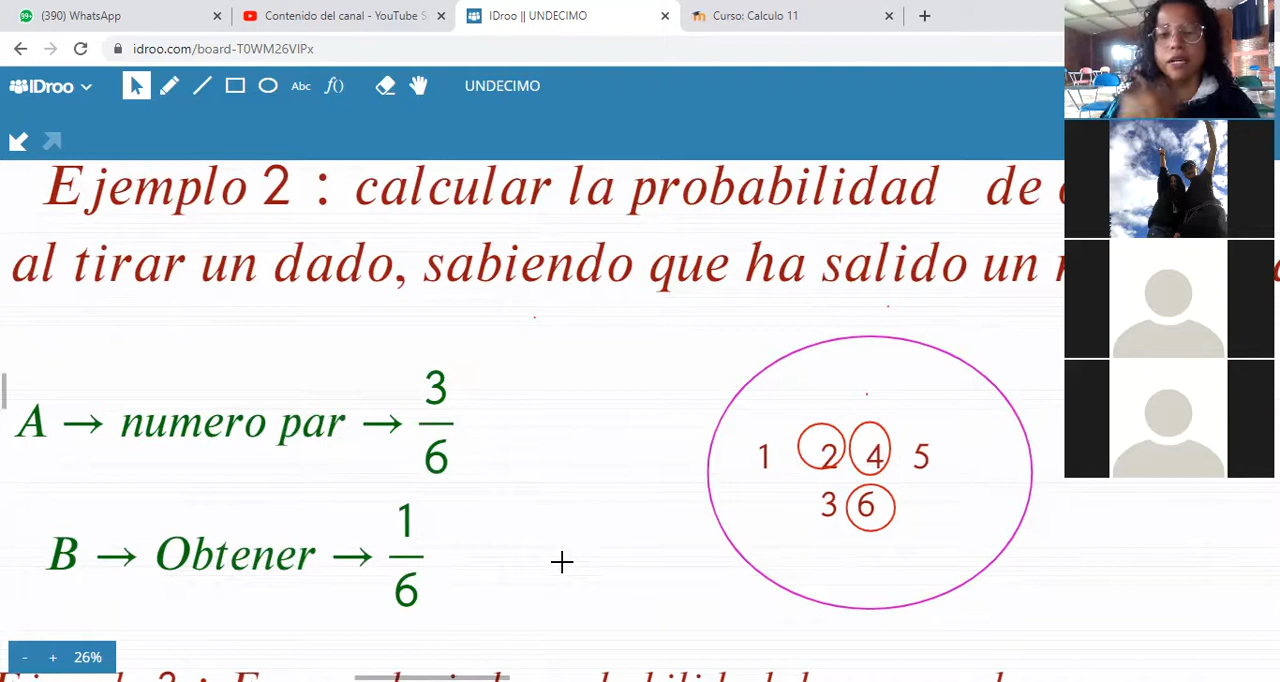 (390) WhatsApp
Contenido del canal - YouTube S
IDroo || UNDECIMO
Curso: Calculo 11
idroo.com/board-T0WM26VIPx
IDroo
Abc
f()
UNDECIMO
Ejemplo 2 : calcular la probabilidad de
al tirar un dado, sabiendo que ha salido un
A → numero par → 3
6
B → Obtener → 1
6
1 2 4 5
3 6
- + 26%